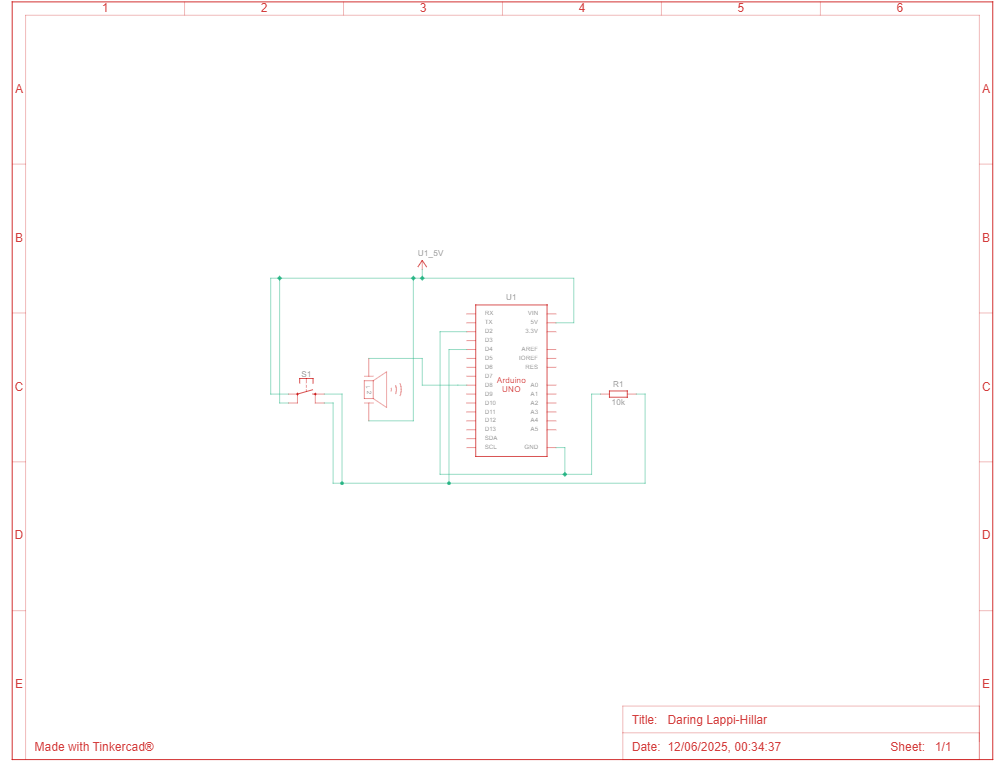 1 2 3 4 5 6
A A
B B
U1_5V
U1
RX VIN
TX 5V
D2 3.3V
D3
D4 AREF
D5 IOREF
D6 RES
D7
D8 A0
D9 A1
D10 A2
D11 A3
D12 A4
D13 A5
SDA
SCL GND
Arduino
UNO
C C
S1
1 2
R1
10k
D D
E E
Title: Daring Lappi-Hillar
Made with Tinkercad®
Date: 12/06/2025, 00:34:37 Sheet: 1/1